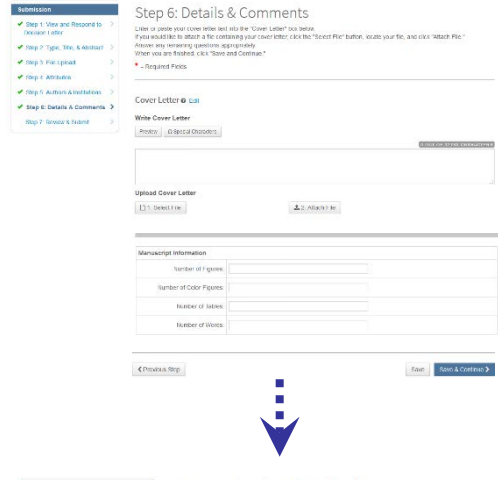 Submission
Step 1: View and Respond to
Decision Letter
Step 2: Type, Title, & Abstract
Step 3: File Upload
Step 4: Attributes
Step 5: Authors & Institutions
Step 6: Details & Comments
Step 7: Review & Submit
Step 6: Details & Comments
Enter or paste your cover letter text into the "Cover Letter" box below.
If you would like to attach a file containing your cover letter, click the "Select File" button, locate your file, and click "Attach File."
Answer any remaining questions appropriately.
When you are finished, click "Save and Continue."
* = Required Fields
Cover Letter Edit
Write Cover Letter
Preview Ω Special Characters
Upload Cover Letter
1. Select File 2. Attach File
Manuscript Information
Number of Figures:
Number of Color Figures:
Number of Tables:
Number of Words:
Previous Step Save Save & Continue